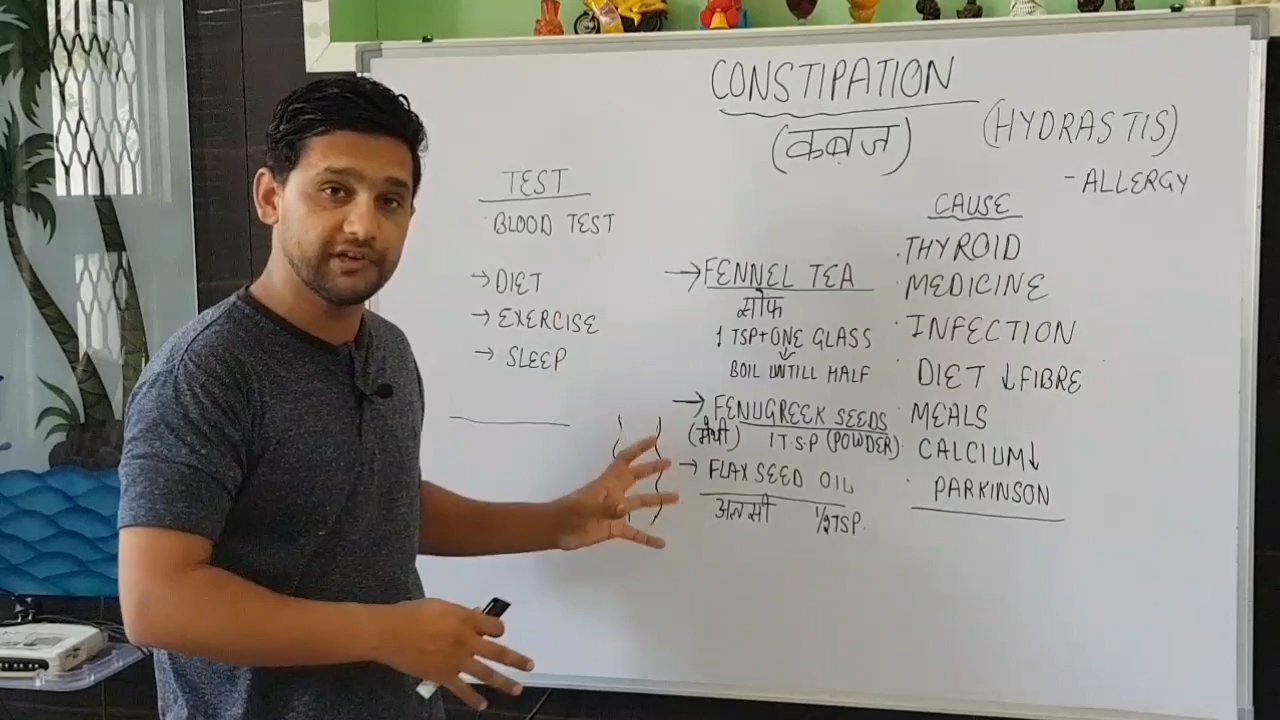 CONSTIPATION
(कबज)
(HYDRASTIS)
- ALLERGY
TEST
· BLOOD TEST
→ DIET
→ EXERCISE
→ SLEEP
→ FENNEL TEA
सोफ
1 TSP + ONE GLASS
↓
BOIL UNTILL HALF
→ FENUGREEK SEEDS
(मैथी) 1 T.S.P (POWDER)
→ FLAX SEED OIL
अलसी 1/2 TSP.
CAUSE
· THYROID
· MEDICINE
· INFECTION
DIET ↓ FIBRE
· MEALS
· CALCIUM ↓
· PARKINSON